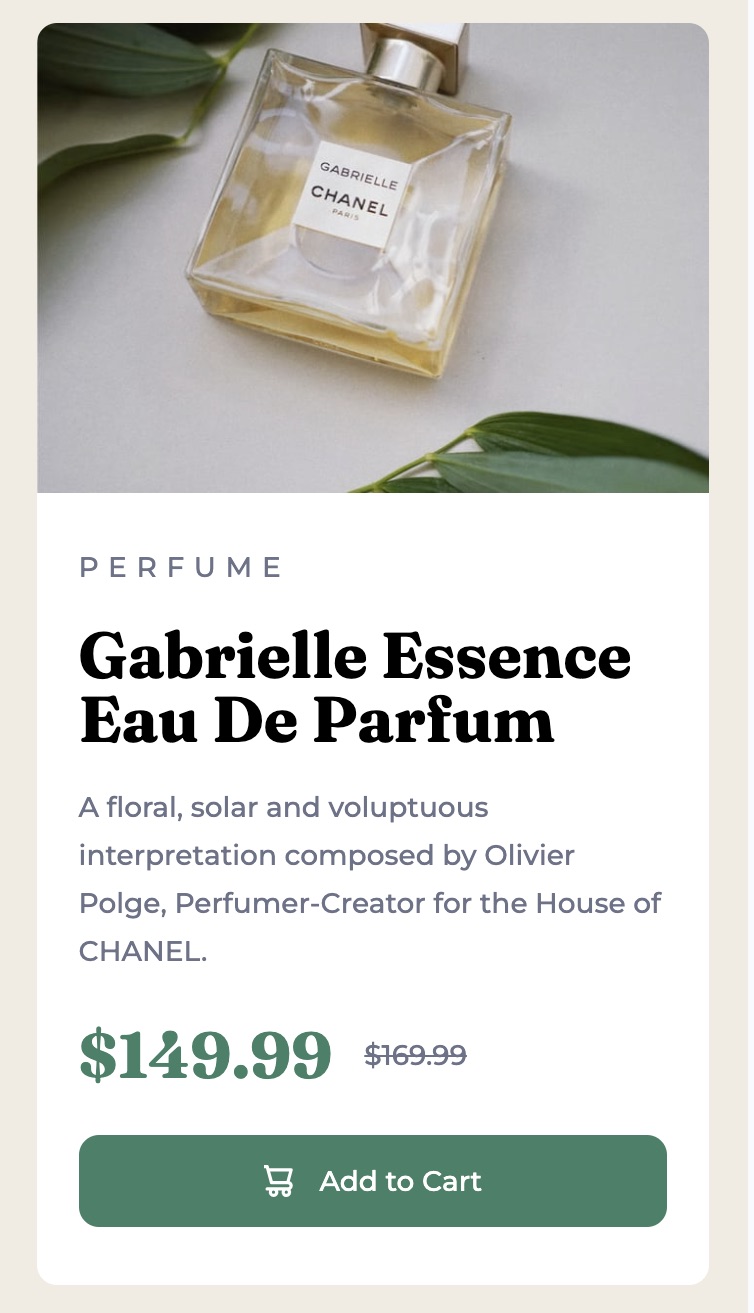 GABRIELLE
CHANEL
PARIS
PERFUME
Gabrielle Essence
Eau De Parfum
A floral, solar and voluptuous
interpretation composed by Olivier
Polge, Perfumer-Creator for the House of
CHANEL.
$149.99 $169.99
Add to Cart